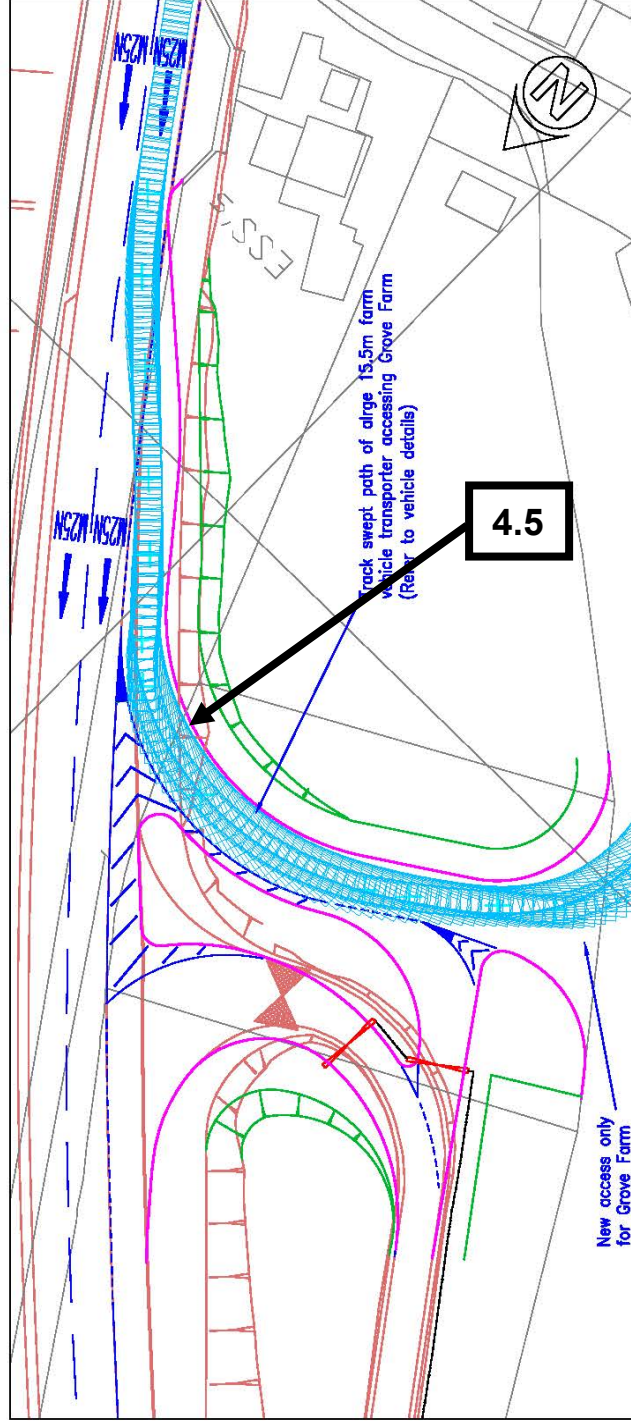 M25N M25N
N
ESS's
Track swept path of alrge 15.5m farm
vehicle transporter accessing Grove Farm
(Refer to vehicle details)
4.5
M25N M25N
New access only
for Grove Farm